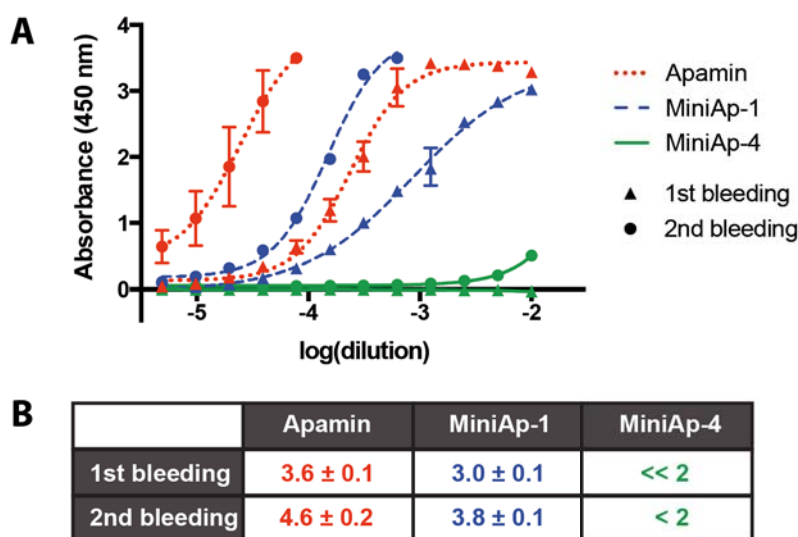 A
Absorbance (450 nm)
4
3
2
1
0
-5
-4
-3
-2
log(dilution)
Apamin
MiniAp-1
MiniAp-4
1st bleeding
2nd bleeding
B
Apamin MiniAp-1 MiniAp-4
1st bleeding 3.6 ± 0.1 3.0 ± 0.1 << 2
2nd bleeding 4.6 ± 0.2 3.8 ± 0.1 < 2